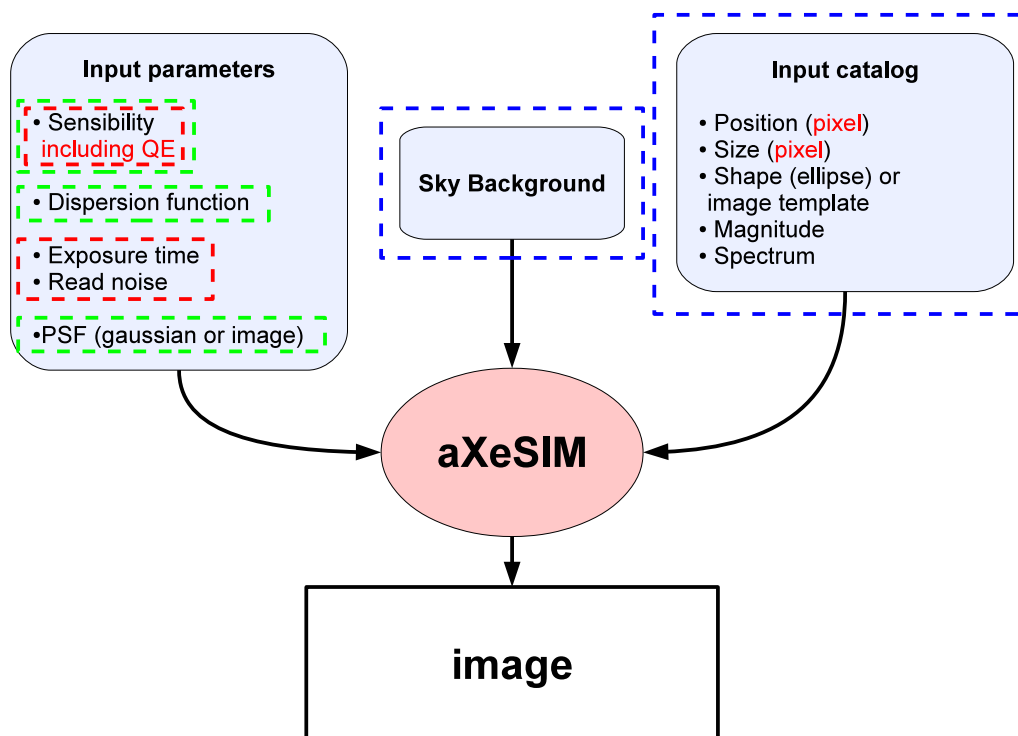 Input parameters
• Sensibility
including QE
• Dispersion function
• Exposure time
• Read noise
•PSF (gaussian or image)
Sky Background
Input catalog
• Position (pixel)
• Size (pixel)
• Shape (ellipse) or
image template
• Magnitude
• Spectrum
aXeSIM
image